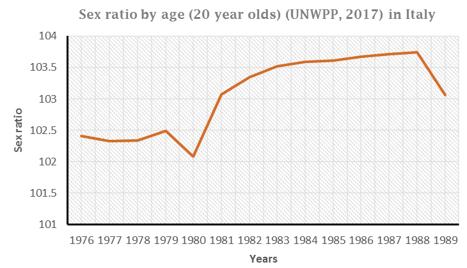 Sex ratio by age (20 year olds) (UNWPP, 2017) in Italy
104
103.5
103
102.5
102
101.5
101
Sex ratio
1976 1977 1978 1979 1980 1981 1982 1983 1984 1985 1986 1987 1988 1989
Years